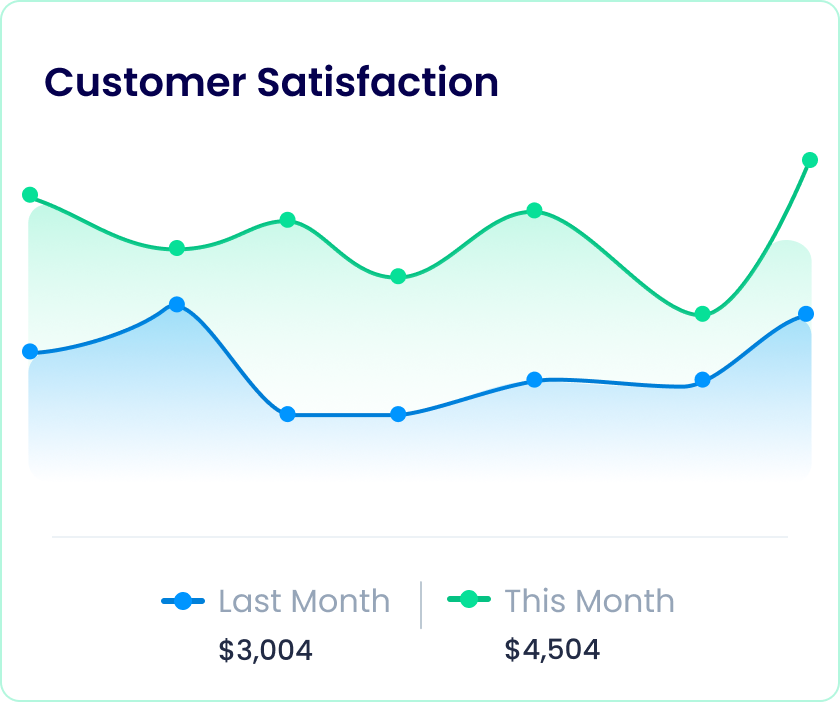 Customer Satisfaction
Last Month
This Month
$3,004
$4,504